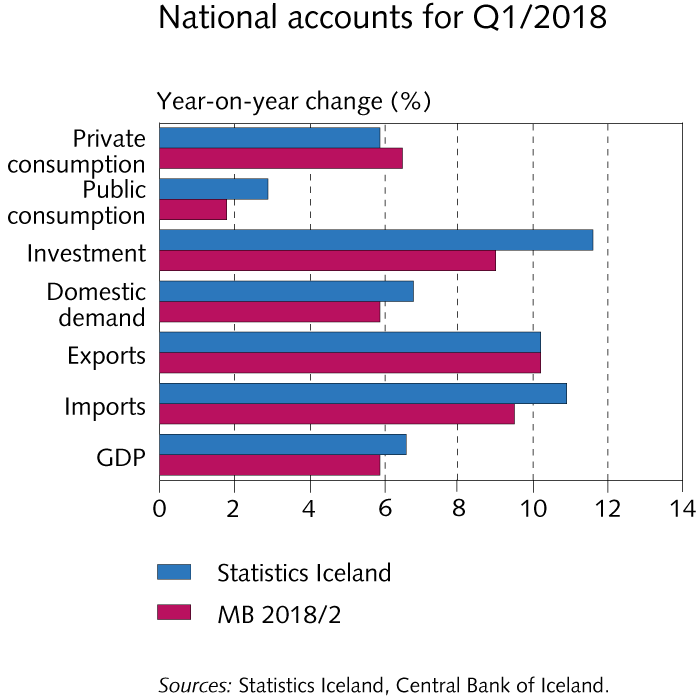 National accounts for Q1/2018
Year-on-year change (%)
Private
consumption
Public
consumption
Investment
Domestic
demand
Exports
Imports
GDP
0 2 4 6 8 10 12 14
Statistics Iceland
MB 2018/2
Sources: Statistics Iceland, Central Bank of Iceland.